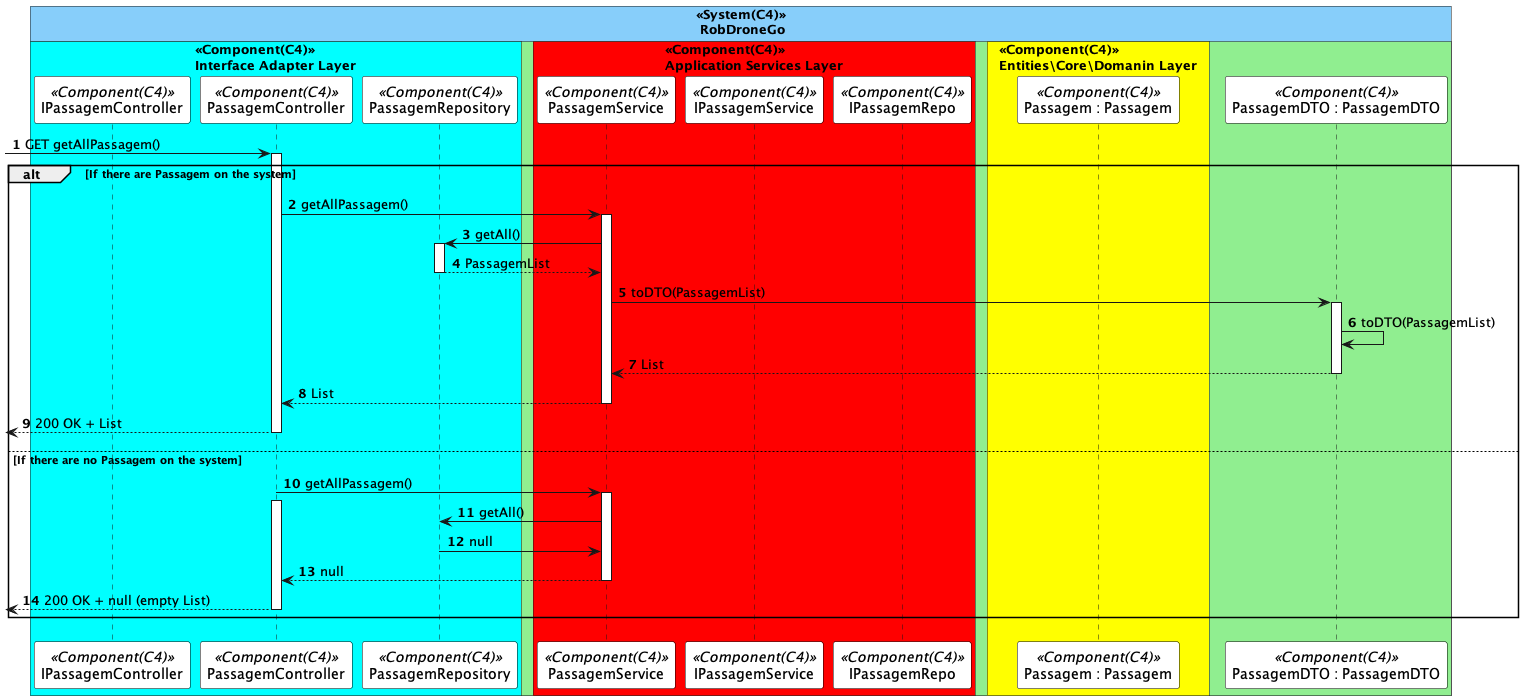 «System(C4)»
RobDroneGo
«Component(C4)»
Interface Adapter Layer
«Component(C4)»
Application Services Layer
«Component(C4)»
Entities\Core\Domanin Layer
«Component(C4)»
IPassagemController
«Component(C4)»
PassagemController
«Component(C4)»
PassagemRepository
«Component(C4)»
PassagemService
«Component(C4)»
IPassagemService
«Component(C4)»
IPassagemRepo
«Component(C4)»
Passagem : Passagem
«Component(C4)»
PassagemDTO : PassagemDTO
1 GET getAllPassagem()
alt [If there are Passagem on the system]
2 getAllPassagem()
3 getAll()
4 PassagemList
5 toDTO(PassagemList)
6 toDTO(PassagemList)
7 List
8 List
9 200 OK + List
[If there are no Passagem on the system]
10 getAllPassagem()
11 getAll()
12 null
13 null
14 200 OK + null (empty List)
«Component(C4)»
IPassagemController
«Component(C4)»
PassagemController
«Component(C4)»
PassagemRepository
«Component(C4)»
PassagemService
«Component(C4)»
IPassagemService
«Component(C4)»
IPassagemRepo
«Component(C4)»
Passagem : Passagem
«Component(C4)»
PassagemDTO : PassagemDTO